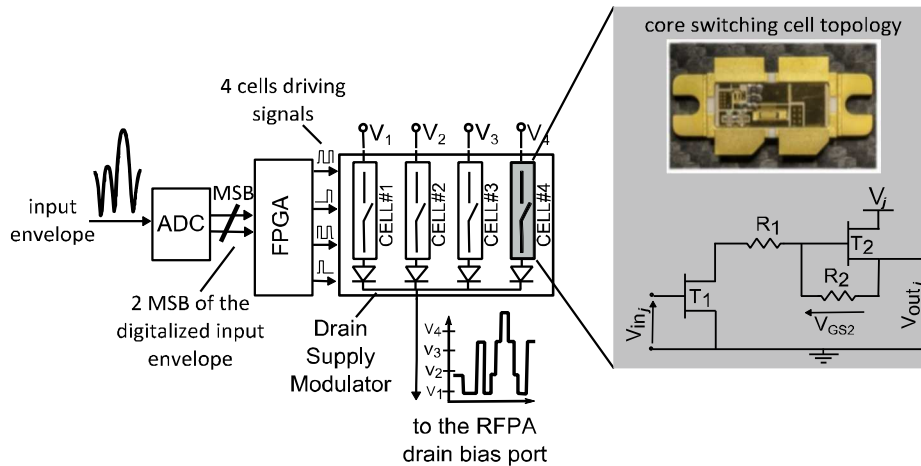 core switching cell topology
4 cells driving
signals
V1
V2
V3
V4
input
envelope
ADC
MSB
FPGA
CELL#1
CELL#2
CELL#3
CELL#4
2 MSB of the
digitalized input
envelope
Drain
Supply
Modulator
V4
V3
V2
V1
to the RFPA
drain bias port
Vj
R1
T2
R2
T1
VGS2
Vinj
Voutj